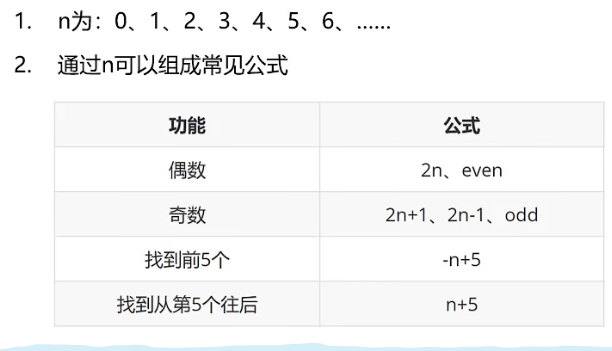 1. n为：0、1、2、3、4、5、6、……
2. 通过n可以组成常见公式
功能 公式
偶数 2n、even
奇数 2n+1、2n-1、odd
找到前5个 -n+5
找到从第5个往后 n+5